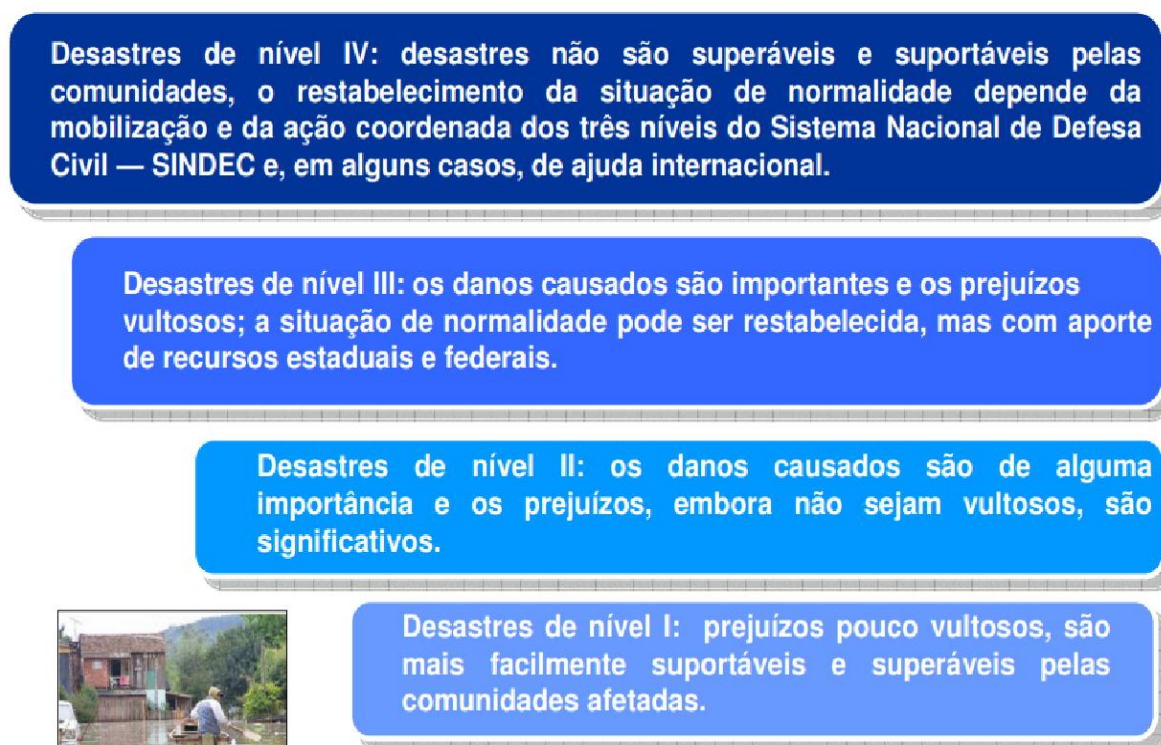 Desastres de nível IV: desastres não são superáveis e suportáveis pelas
comunidades, o restabelecimento da situação de normalidade depende da
mobilização e da ação coordenada dos três níveis do Sistema Nacional de Defesa
Civil — SINDEC e, em alguns casos, de ajuda internacional.
Desastres de nível III: os danos causados são importantes e os prejuízos
vultosos; a situação de normalidade pode ser restabelecida, mas com aporte
de recursos estaduais e federais.
Desastres de nível II: os danos causados são de alguma
importância e os prejuízos, embora não sejam vultosos, são
significativos.
Desastres de nível I: prejuízos pouco vultosos, são
mais facilmente suportáveis e superáveis pelas
comunidades afetadas.